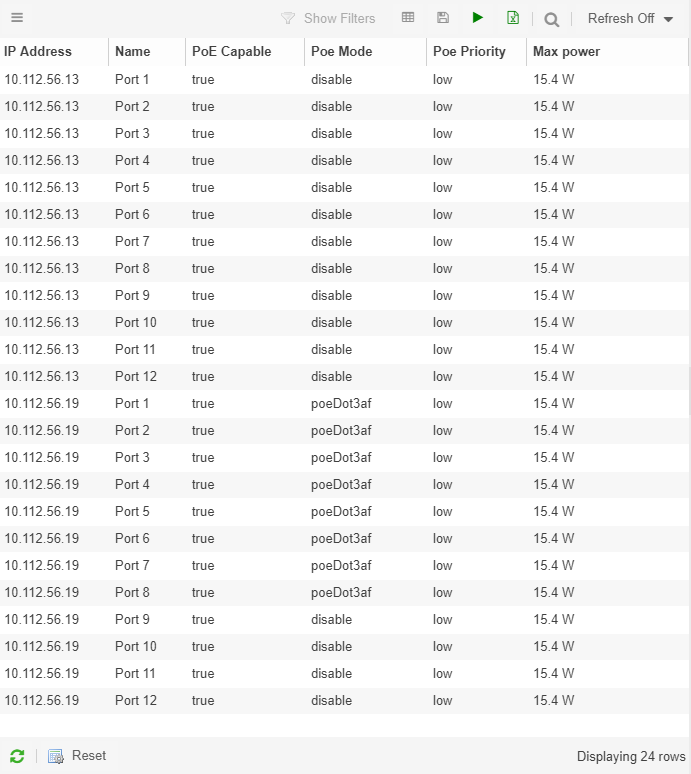 Show Filters Refresh Off
IP Address Name PoE Capable Poe Mode Poe Priority Max power
10.112.56.13 Port 1 true disable low 15.4 W
10.112.56.13 Port 2 true disable low 15.4 W
10.112.56.13 Port 3 true disable low 15.4 W
10.112.56.13 Port 4 true disable low 15.4 W
10.112.56.13 Port 5 true disable low 15.4 W
10.112.56.13 Port 6 true disable low 15.4 W
10.112.56.13 Port 7 true disable low 15.4 W
10.112.56.13 Port 8 true disable low 15.4 W
10.112.56.13 Port 9 true disable low 15.4 W
10.112.56.13 Port 10 true disable low 15.4 W
10.112.56.13 Port 11 true disable low 15.4 W
10.112.56.13 Port 12 true disable low 15.4 W
10.112.56.19 Port 1 true poeDot3af low 15.4 W
10.112.56.19 Port 2 true poeDot3af low 15.4 W
10.112.56.19 Port 3 true poeDot3af low 15.4 W
10.112.56.19 Port 4 true poeDot3af low 15.4 W
10.112.56.19 Port 5 true poeDot3af low 15.4 W
10.112.56.19 Port 6 true poeDot3af low 15.4 W
10.112.56.19 Port 7 true poeDot3af low 15.4 W
10.112.56.19 Port 8 true poeDot3af low 15.4 W
10.112.56.19 Port 9 true disable low 15.4 W
10.112.56.19 Port 10 true disable low 15.4 W
10.112.56.19 Port 11 true disable low 15.4 W
10.112.56.19 Port 12 true disable low 15.4 W
Reset Displaying 24 rows